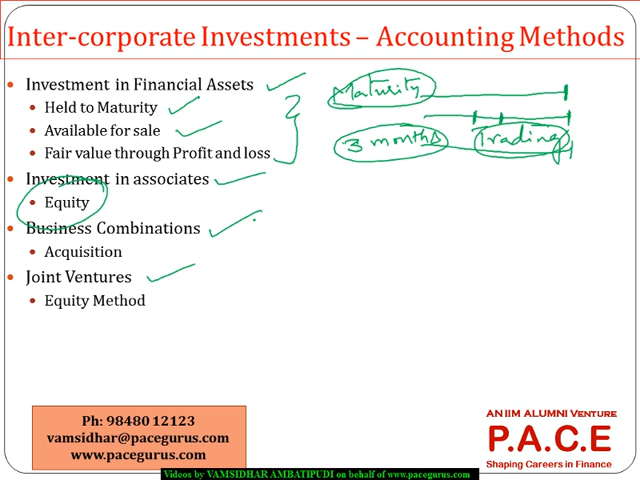 Inter-corporate Investments – Accounting Methods
• Investment in Financial Assets
• Held to Maturity
• Available for sale
• Fair value through Profit and loss
• Investment in associates
• Equity
• Business Combinations
• Acquisition
• Joint Ventures
• Equity Method
Maturity
3 months
Trading
Ph: 98480 12123
vamsidhar@pacegurus.com
www.pacegurus.com
AN IIM ALUMNI VENTURE
P.A.C.E
Shaping Careers in Finance
Videos by VAMSIDHAR AMBATIPUDI on behalf of www.pacegurus.com